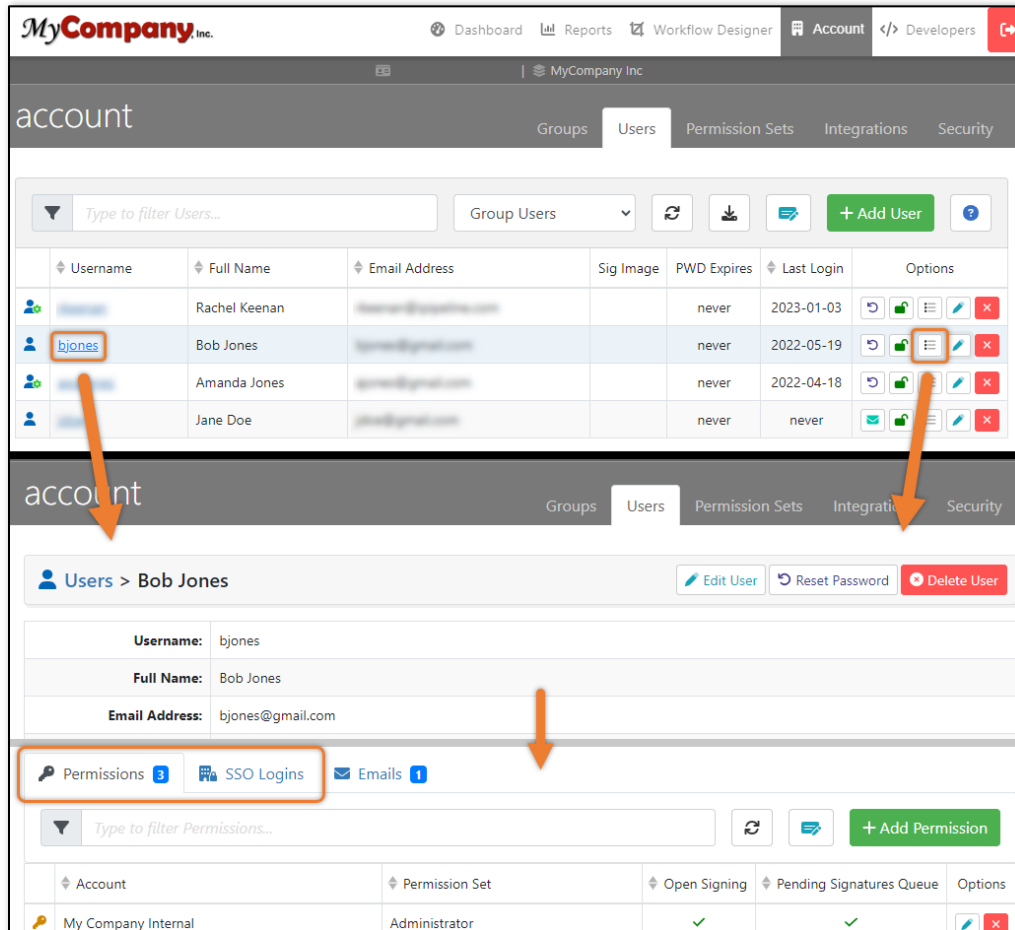 MyCompany, Inc.
Dashboard Reports Workflow Designer Account </> Developers
| MyCompany Inc
account
Groups Users Permission Sets Integrations Security
Type to filter Users... Group Users + Add User ?
Username Full Name Email Address Sig Image PWD Expires Last Login Options
Rachel Keenan never 2023-01-03
bjones Bob Jones never 2022-05-19
Amanda Jones never 2022-04-18
Jane Doe never never
account
Groups Users Permission Sets Security
Users > Bob Jones Edit User Reset Password Delete User
Username: bjones
Full Name: Bob Jones
Email Address: bjones@gmail.com
Permissions 3 SSO Logins Emails 1
Type to filter Permissions... + Add Permission
Account Permission Set Open Signing Pending Signatures Queue Options
My Company Internal Administrator